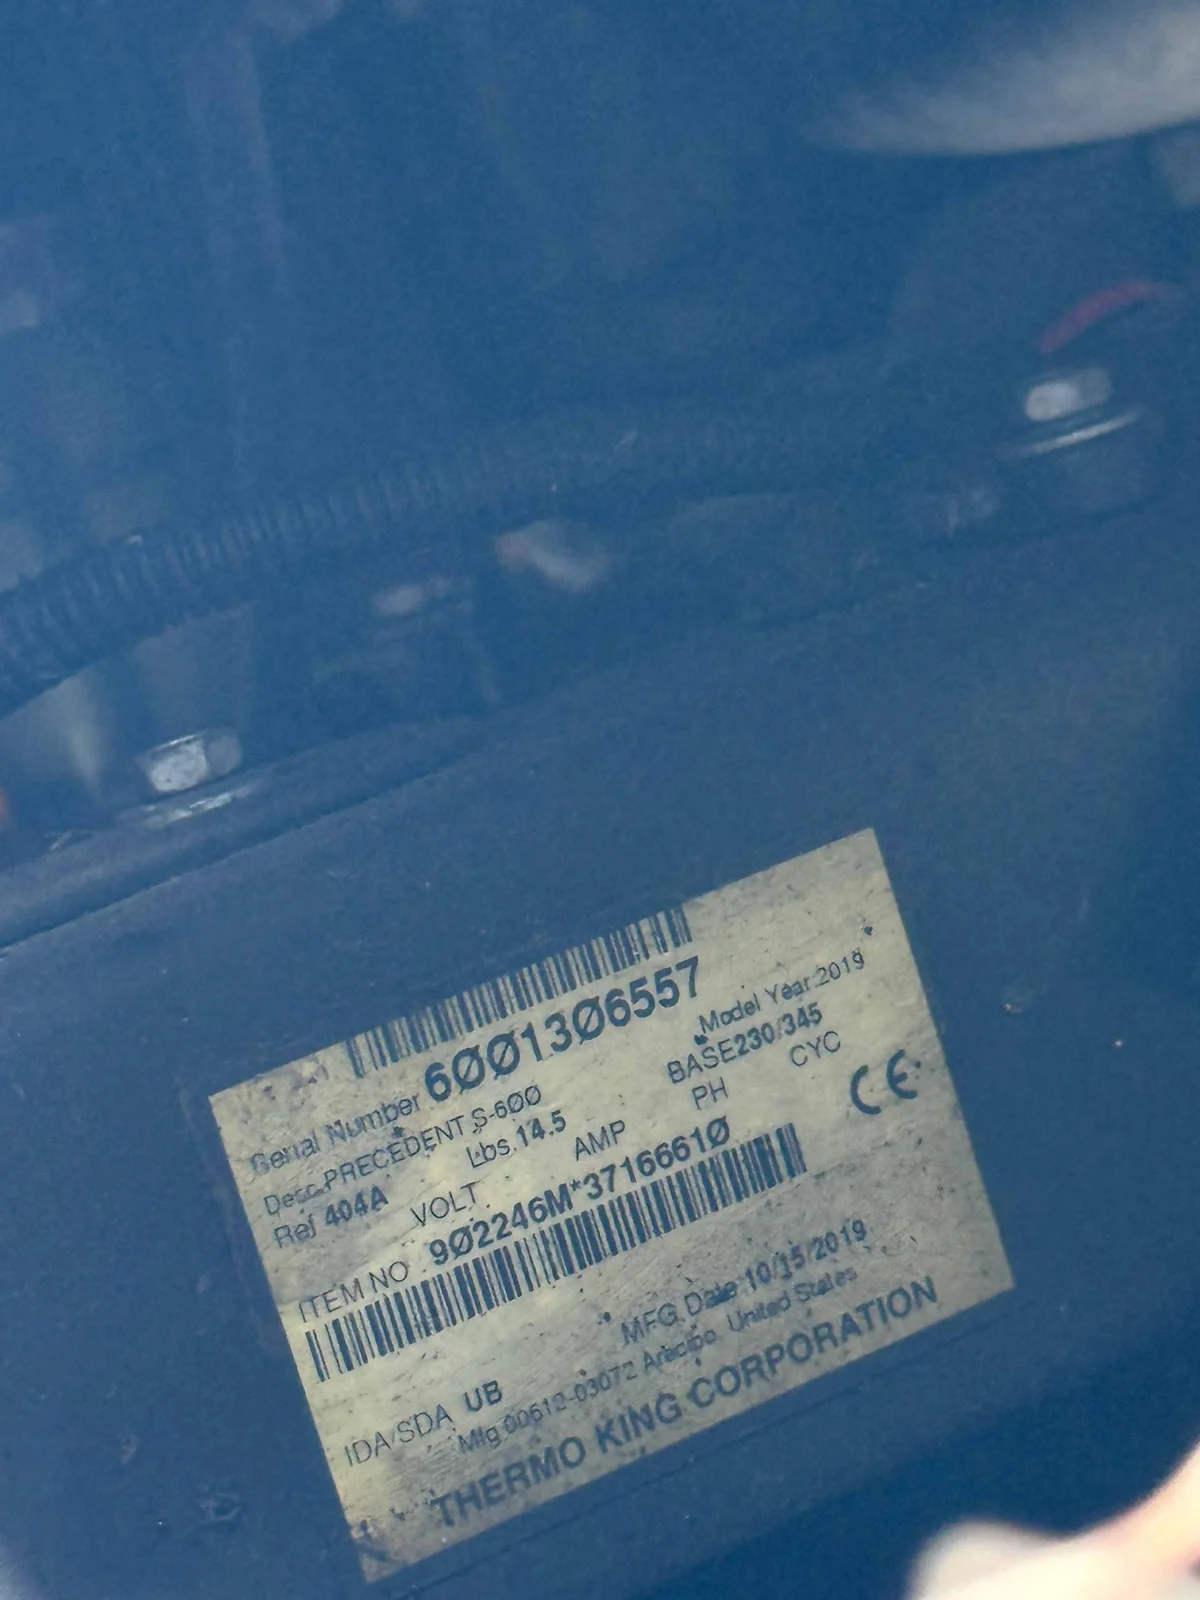 Serial Number 6ØØ13Ø6557
Model Year 2019
Desc. PRECEDENT S-6ØØ
BASE230/345
Ref 404A Lbs. 14.5
VOLT AMP PH CYC
CE
ITEM NO 9Ø2246M*3716661Ø
MFG Date 10/15/2019
IDA/SDA UB
Mfg 00612-03072 Arecibo, United States
THERMO KING CORPORATION